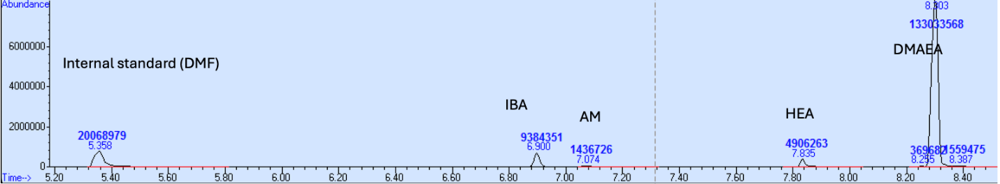 Abundance
8.303
133033568
6000000
DMAEA
Internal standard (DMF)
4000000
IBA
AM
HEA
2000000
20068979
5.358
9384351
6.900
1436726
7.074
4906263
7.835
8.255
1559475
8.387
0
Time-->
5.20 5.40 5.60 5.80 6.00 6.20 6.40 6.60 6.80 7.00 7.20 7.40 7.60 7.80 8.00 8.20 8.40